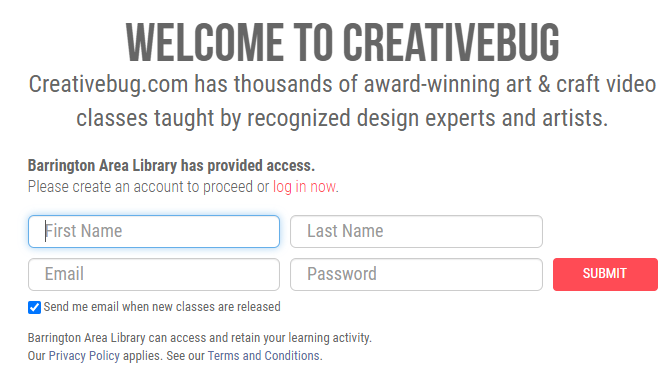 WELCOME TO CREATIVEBUG
Creativebug.com has thousands of award-winning art & craft video
classes taught by recognized design experts and artists.
Barrington Area Library has provided access.
Please create an account to proceed or log in now.
First Name
Last Name
Email
Password
SUBMIT
Send me email when new classes are released
Barrington Area Library can access and retain your learning activity.
Our Privacy Policy applies. See our Terms and Conditions.